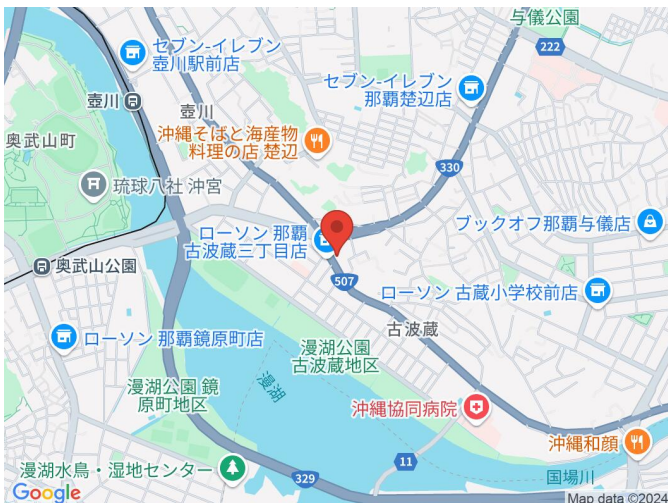 与儀公園
222
セブン-イレブン
壺川駅前店
セブン-イレブン
那覇楚辺店
壺川
壺川
奥武山町
沖縄そばと海産物
料理の店 楚辺
琉球八社 沖宮
330
ブックオフ那覇与儀店
ローソン 那覇
古波蔵三丁目店
奥武山公園
507
ローソン 古蔵小学校前店
古波蔵
ローソン 那覇鏡原町店
漫湖公園
古波蔵地区
漫湖
漫湖公園 鏡
原町地区
沖縄協同病院
沖縄和顔
漫湖水鳥・湿地センター
11
329
国場川
Google
Map data ©2024